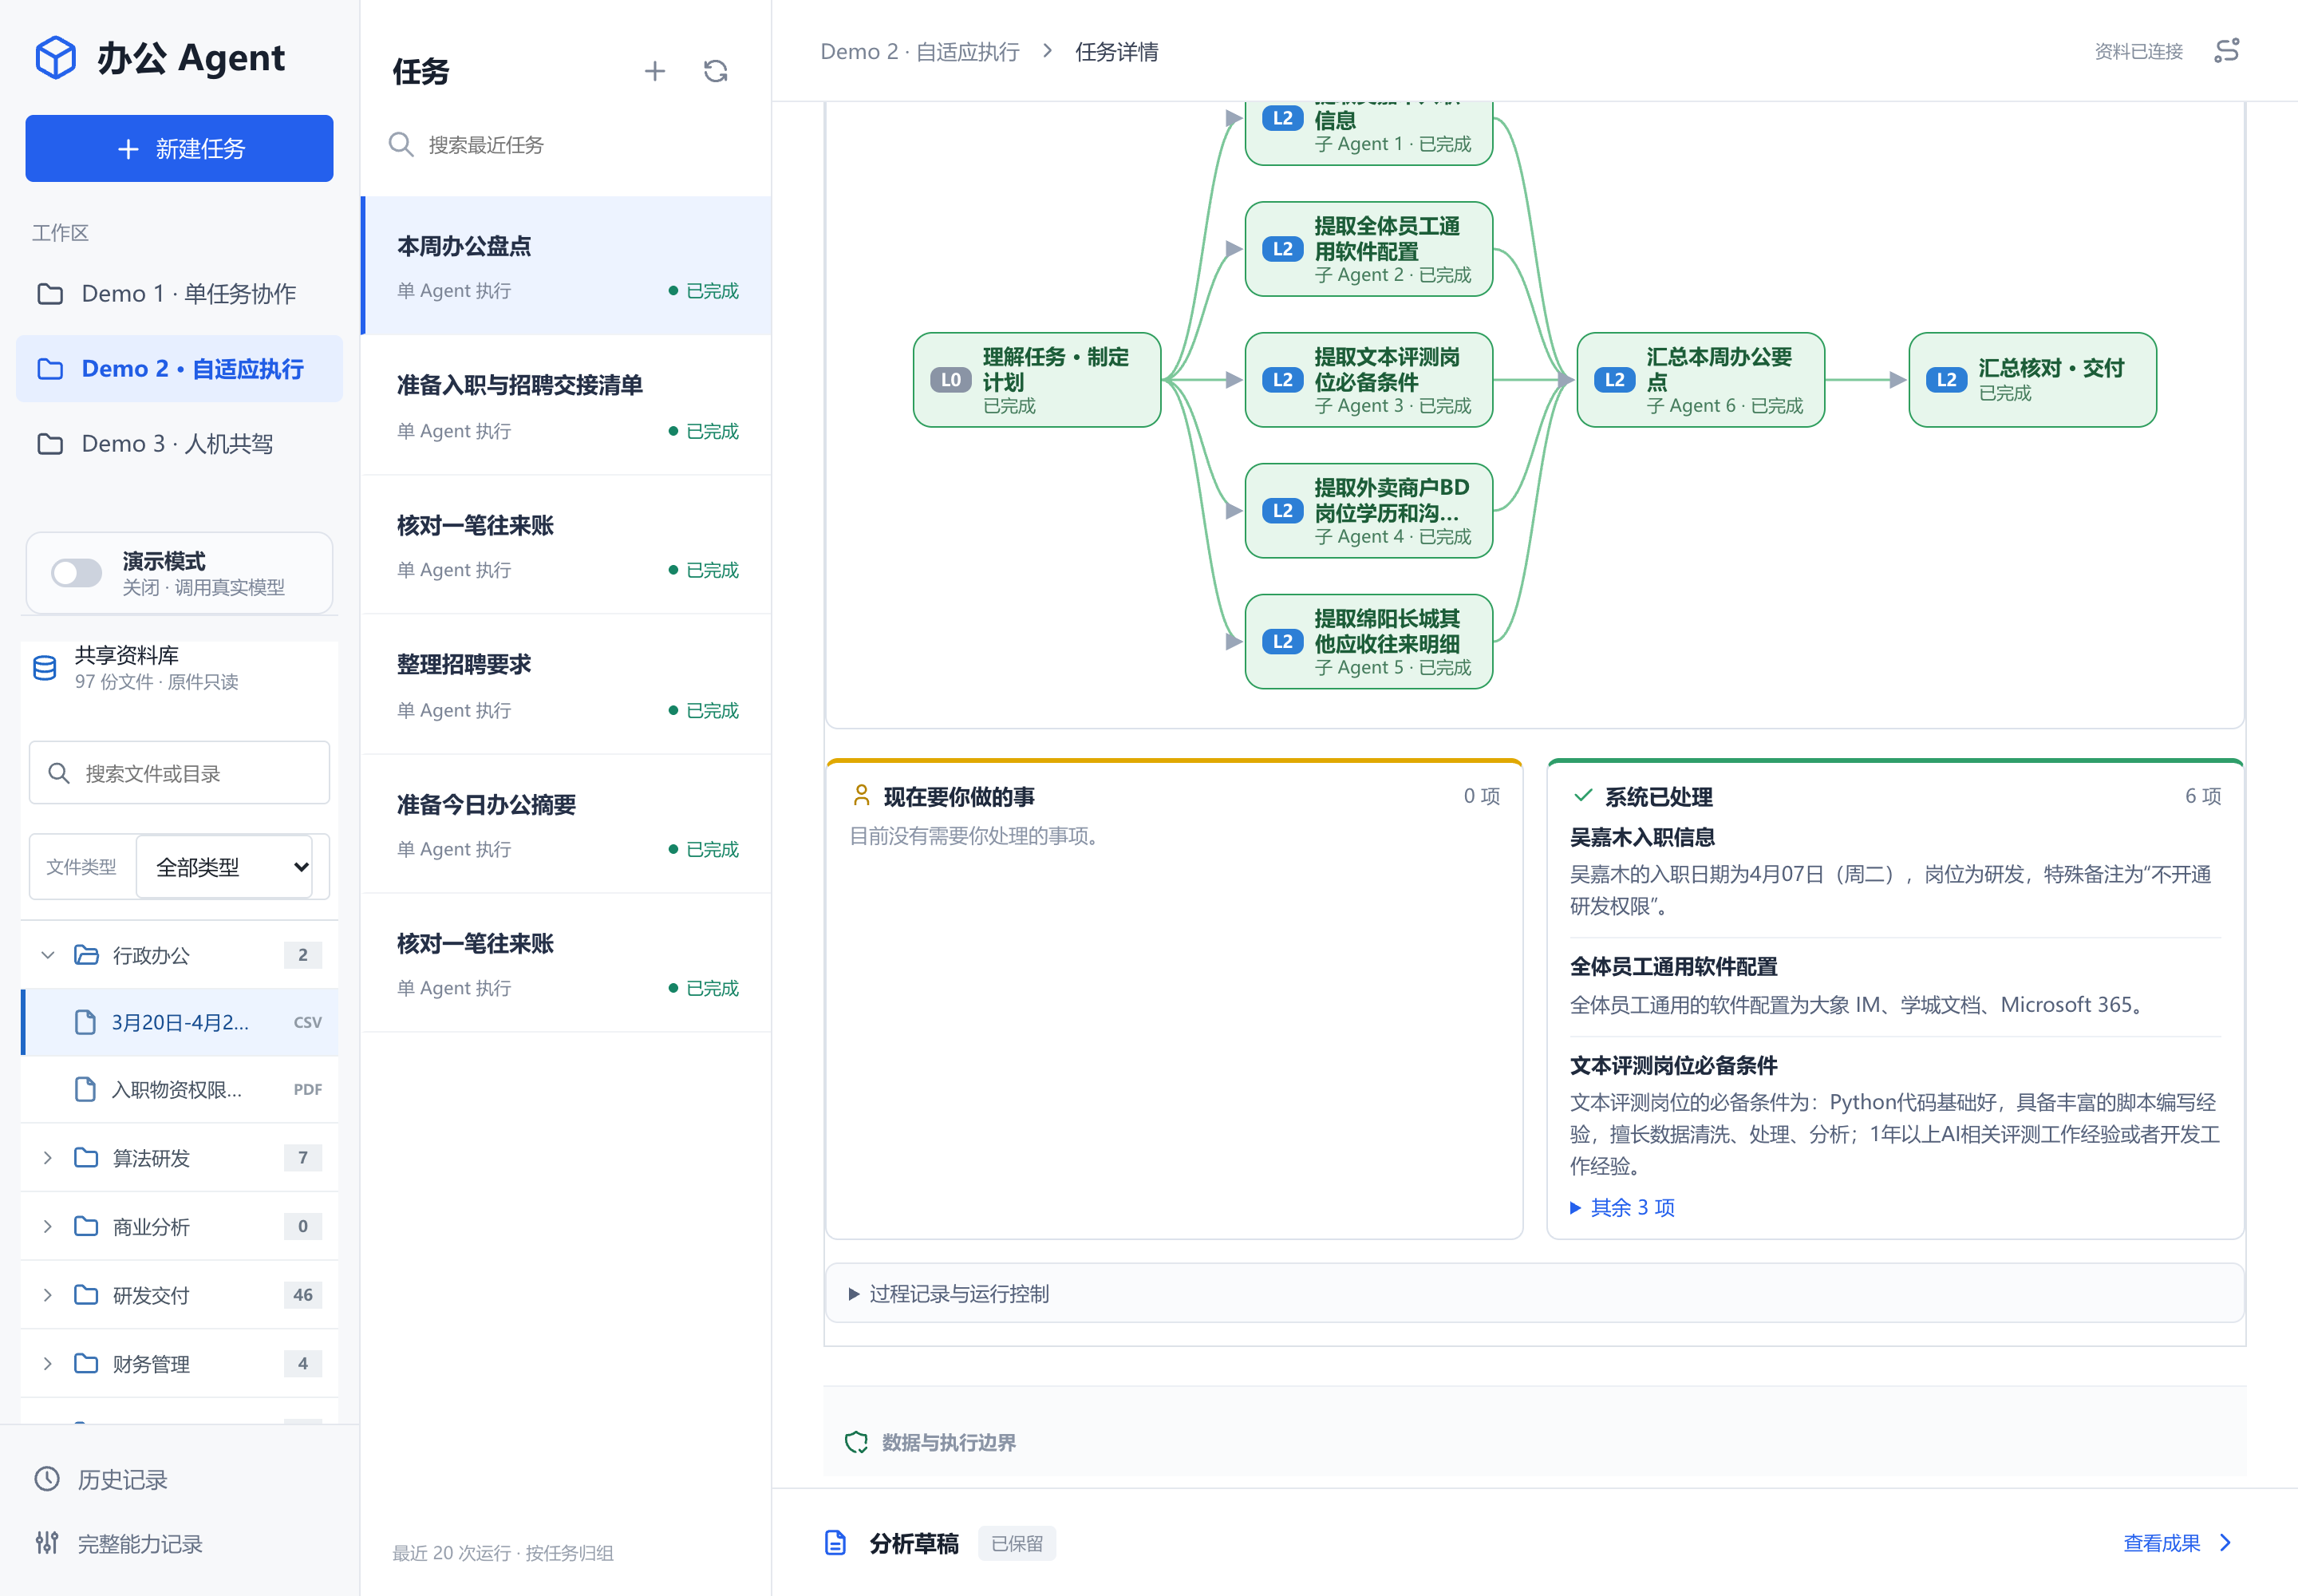 办公 Agent
新建任务
工作区
Demo 1 · 单任务协作
Demo 2 · 自适应执行
Demo 3 · 人机共驾
演示模式
关闭 · 调用真实模型
共享资料库
97 份文件 · 原件只读
搜索文件或目录
文件类型
全部类型
行政办公
2
3月20日-4月2...
CSV
入职物资权限...
PDF
算法研发
7
商业分析
0
研发交付
46
财务管理
4
历史记录
完整能力记录
任务
搜索最近任务
本周办公盘点
单 Agent 执行
已完成
准备入职与招聘交接清单
单 Agent 执行
已完成
核对一笔往来账
单 Agent 执行
已完成
整理招聘要求
单 Agent 执行
已完成
准备今日办公摘要
单 Agent 执行
已完成
核对一笔往来账
单 Agent 执行
已完成
最近 20 次运行 · 按任务归组
Demo 2 · 自适应执行
任务详情
资料已连接
L2
信息
子 Agent 1 · 已完成
L2
提取全体员工通
用软件配置
子 Agent 2 · 已完成
L0
理解任务 · 制定
计划
已完成
L2
提取文本评测岗
位必备条件
子 Agent 3 · 已完成
L2
汇总本周办公要
点
子 Agent 6 · 已完成
L2
汇总核对 · 交付
已完成
L2
提取外卖商户BD
岗位学历和沟...
子 Agent 4 · 已完成
L2
提取绵阳长城其
他应收往来明细
子 Agent 5 · 已完成
现在要你做的事
0 项
目前没有需要你处理的事项。
系统已处理
6 项
吴嘉木入职信息
吴嘉木的入职日期为4月07日（周二），岗位为研发，特殊备注为“不开通
研发权限”。
全体员工通用软件配置
全体员工通用的软件配置为大象 IM、学城文档、Microsoft 365。
文本评测岗位必备条件
文本评测岗位的必备条件为：Python代码基础好，具备丰富的脚本编写经
验，擅长数据清洗、处理、分析；1年以上AI相关评测工作经验或者开发工
作经验。
其余 3 项
过程记录与运行控制
数据与执行边界
分析草稿
已保留
查看成果